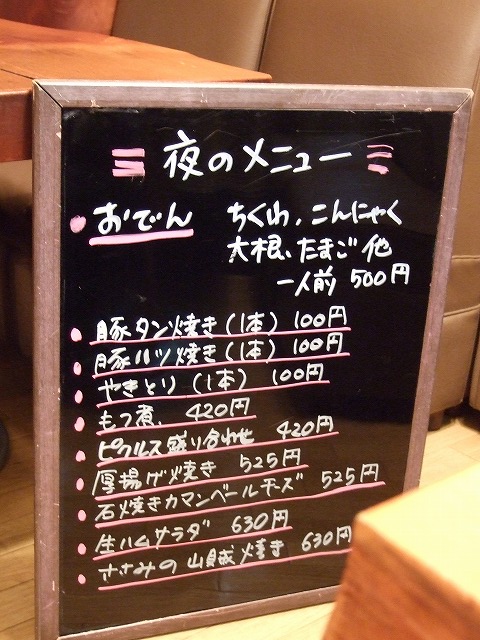 夜のメニュー
おでん ちくわ、こんにゃく
大根、たまご他
一人前 500円
豚タン焼き(1本) 100円
豚ハツ焼き(1本) 100円
やきとり(1本) 100円
もつ煮、420円
ピクルス盛り合わせ 420円
厚揚げ焼き 525円
石焼きカマンベールチーズ 525円
生ハムサラダ 630円
ささみの山賊焼き 630円